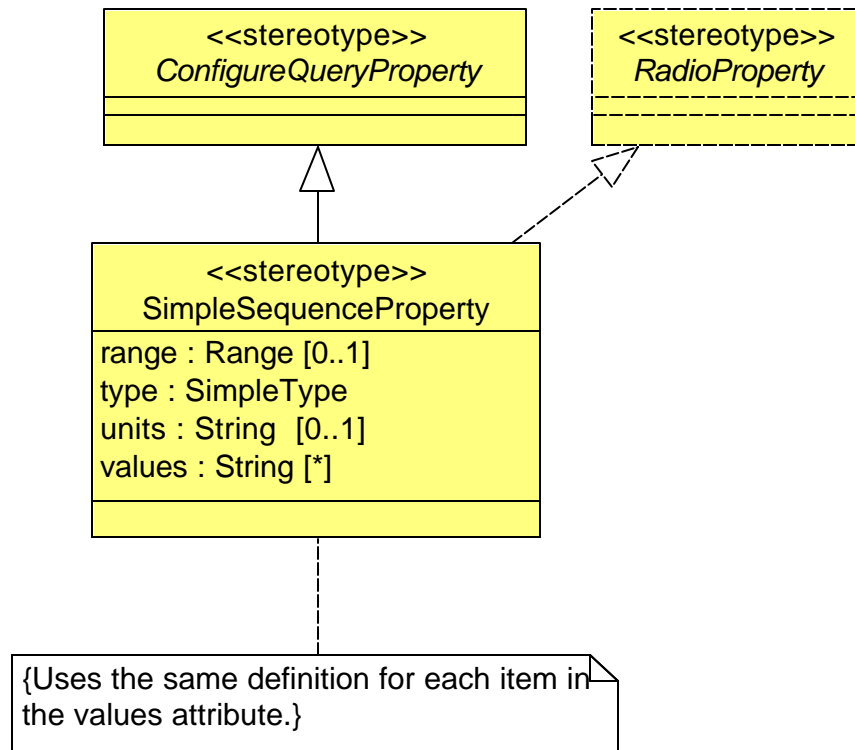 <<stereotype>>
ConfigureQueryProperty
<<stereotype>>
RadioProperty
<<stereotype>>
SimpleSequenceProperty
range : Range [0..1]
type : SimpleType
units : String  [0..1]
values : String [*]
{Uses the same definition for each item in
the values attribute.}